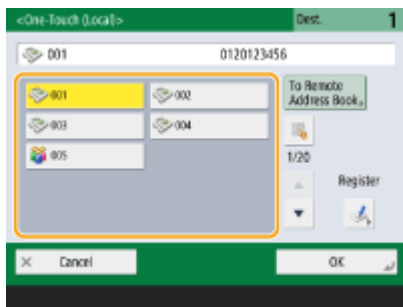 <One-Touch (Local)>
Dest. 1
001 0120123456
001 002
003 004
005
To Remote
Address Book
1/20
Register
× Cancel
OK